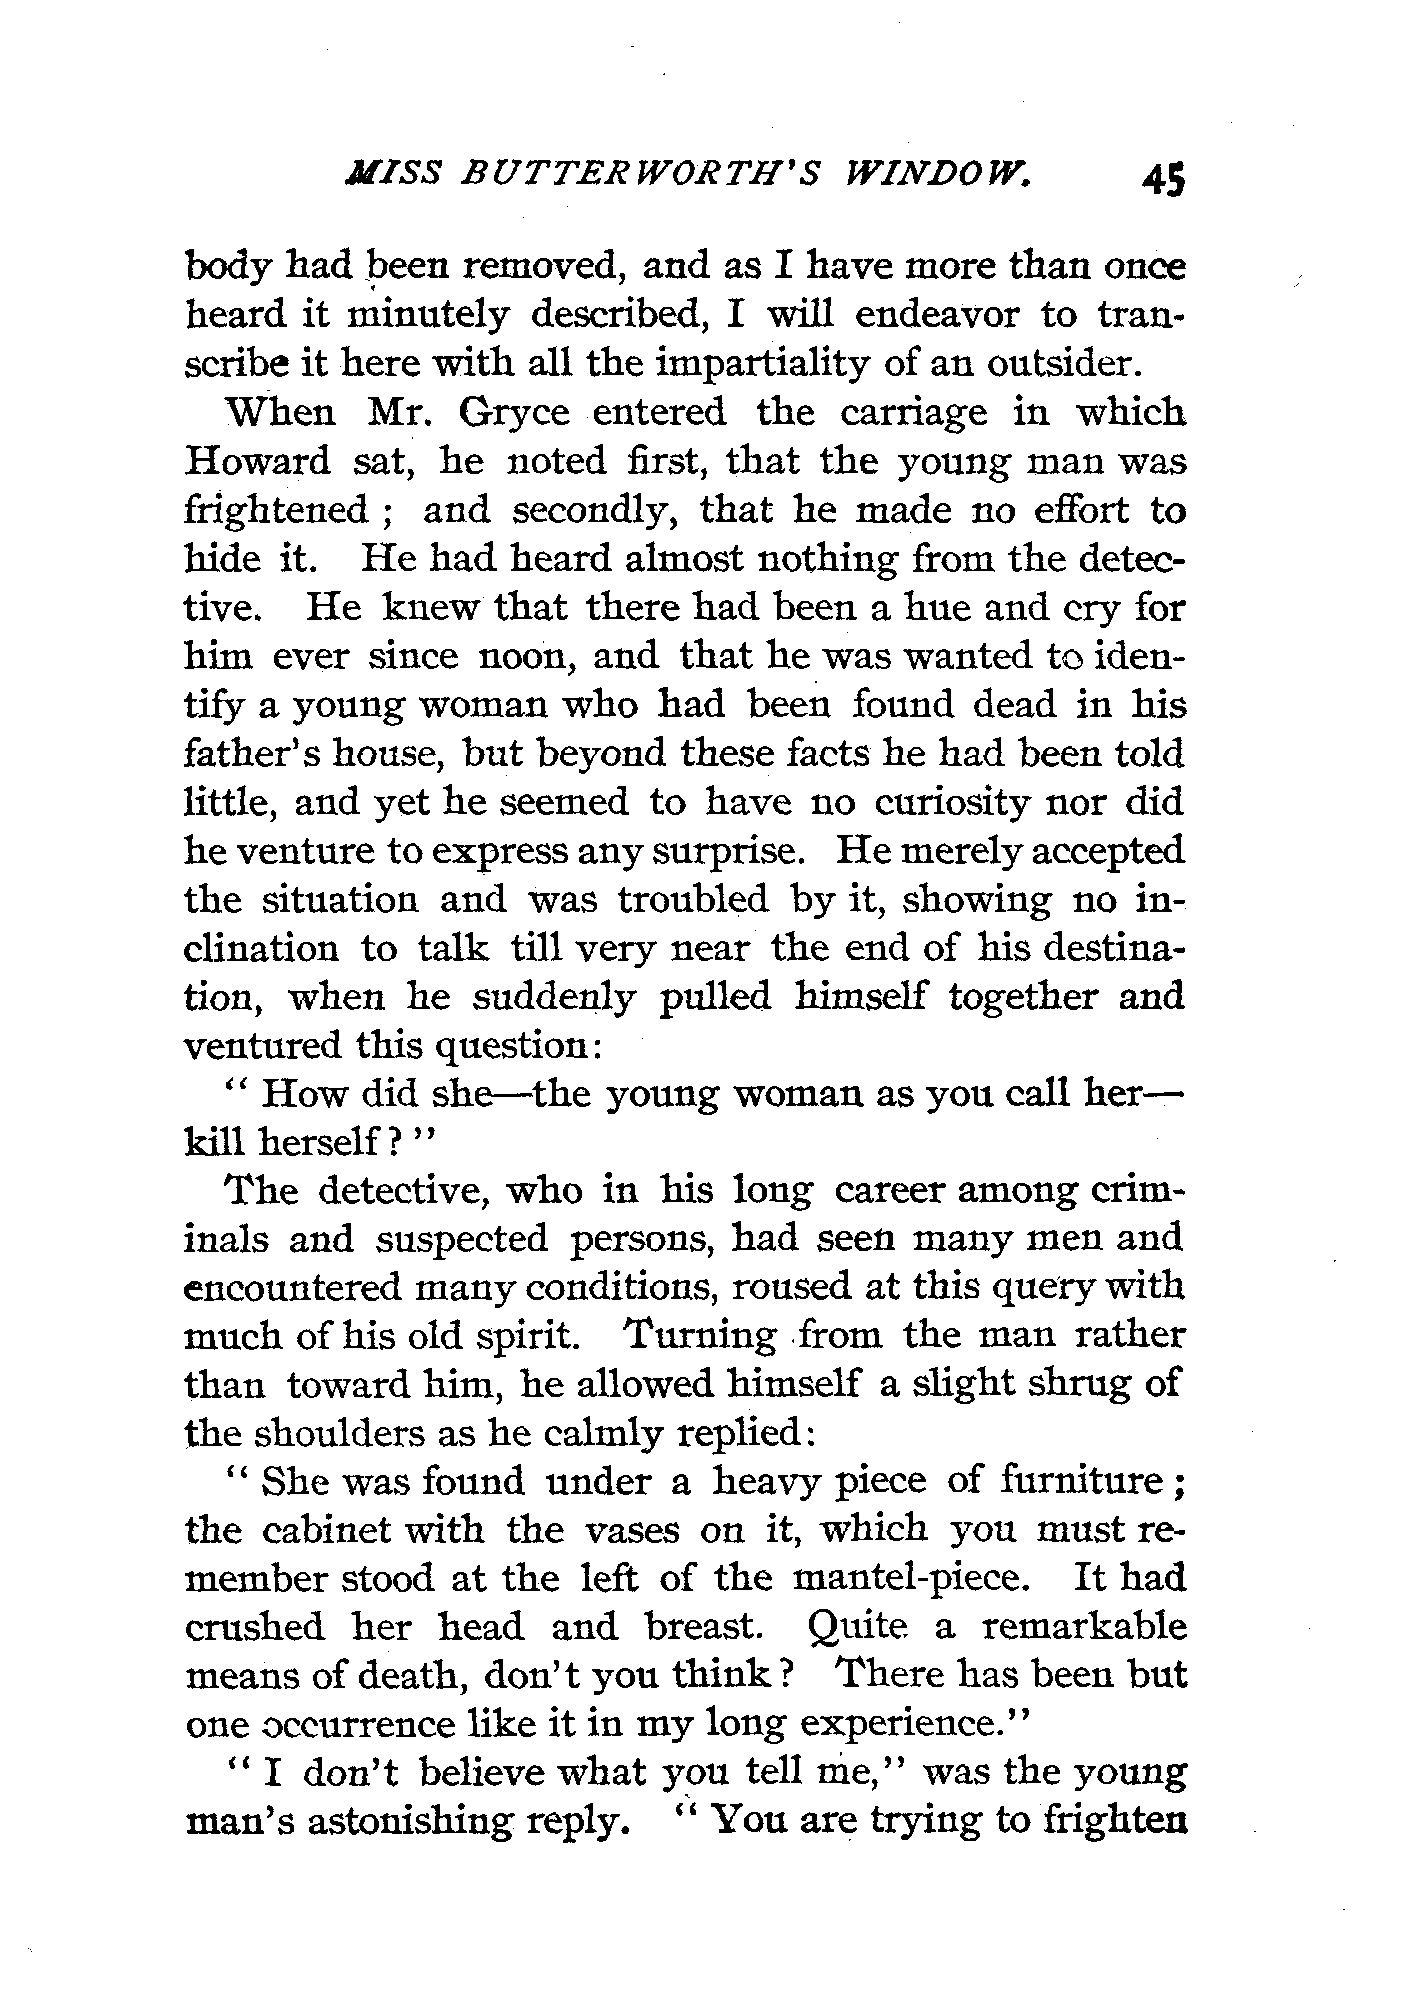 MISS BUTTERWORTH'S WINDOW. 45
body had been removed, and as I have more than once
heard it minutely described, I will endeavor to tran-
scribe it here with all the impartiality of an outsider.
When Mr. Gryce entered the carriage in which
Howard sat, he noted first, that the young man was
frightened ; and secondly, that he made no effort to
hide it. He had heard almost nothing from the detec-
tive. He knew that there had been a hue and cry for
him ever since noon, and that he was wanted to iden-
tify a young woman who had been found dead in his
father's house, but beyond these facts he had been told
little, and yet he seemed to have no curiosity nor did
he venture to express any surprise. He merely accepted
the situation and was troubled by it, showing no in-
clination to talk till very near the end of his destina-
tion, when he suddenly pulled himself together and
ventured this question:
" How did she—the young woman as you call her—
kill herself ? "
The detective, who in his long career among crim-
inals and suspected persons, had seen many men and
encountered many conditions, roused at this query with
much of his old spirit. Turning from the man rather
than toward him, he allowed himself a slight shrug of
the shoulders as he calmly replied:
" She was found under a heavy piece of furniture ;
the cabinet with the vases on it, which you must re-
member stood at the left of the mantel-piece. It had
crushed her head and breast. Quite a remarkable
means of death, don't you think ? There has been but
one occurrence like it in my long experience."
" I don't believe what you tell me," was the young
man's astonishing reply. " You are trying to frighten